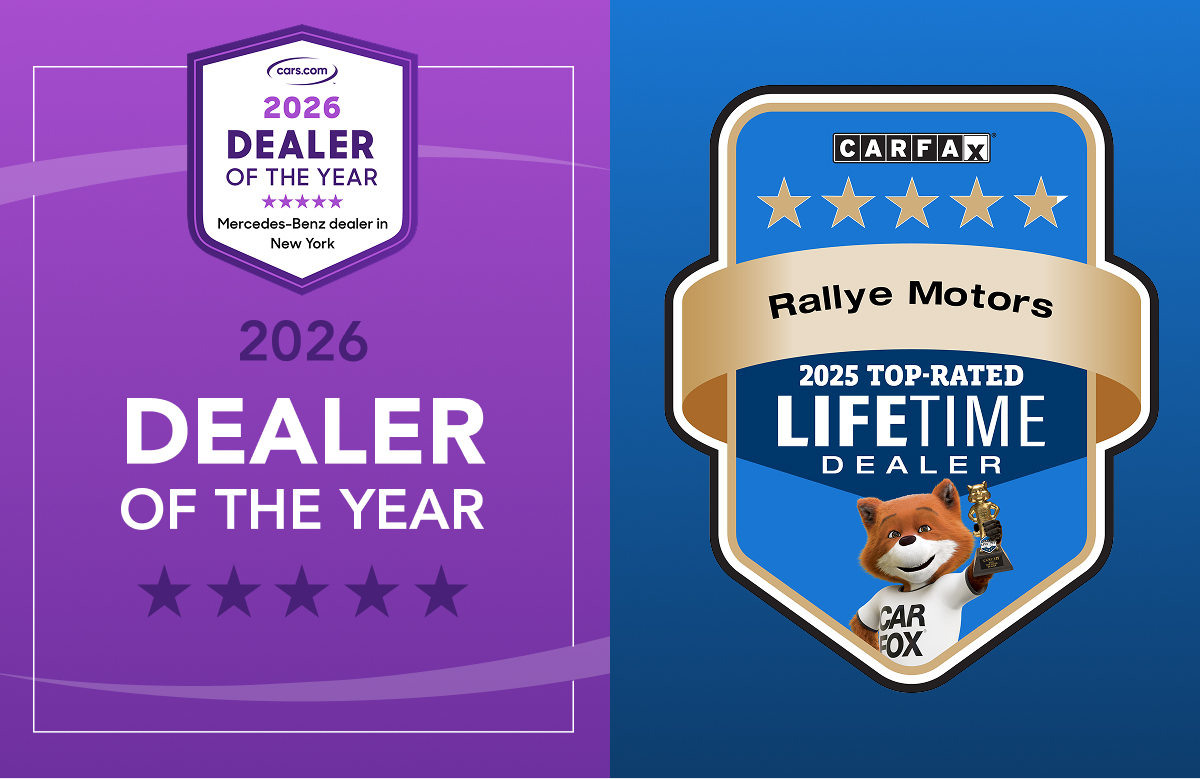 cars.com
2026
DEALER
OF THE YEAR
Mercedes-Benz dealer in
New York
2026
DEALER
OF THE YEAR
CARFAX
Rallye Motors
2025 TOP-RATED
LIFETIME
DEALER
CAR
FOX